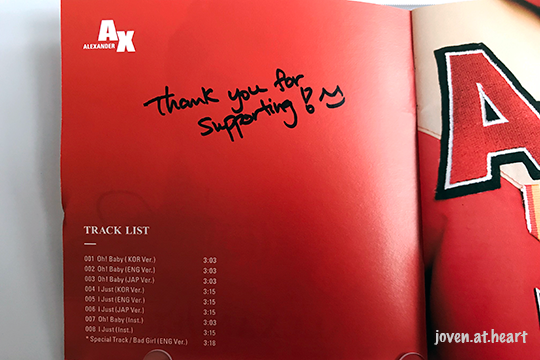 AX
ALEXANDER
Thank you for
supporting!
TRACK LIST
001 Oh! Baby (KOR Ver.) 3:03
002 Oh! Baby (ENG Ver.) 3:03
003 Oh! Baby (JAP Ver.) 3:03
004 I Just (KOR Ver.) 3:15
005 I Just (ENG Ver.) 3:15
006 I Just (JAP Ver.) 3:15
007 Oh! Baby (Inst.) 3:03
008 I Just (Inst.) 3:15
* Special Track / Bad Girl (ENG Ver.) 3:18
A
joven.at.heart